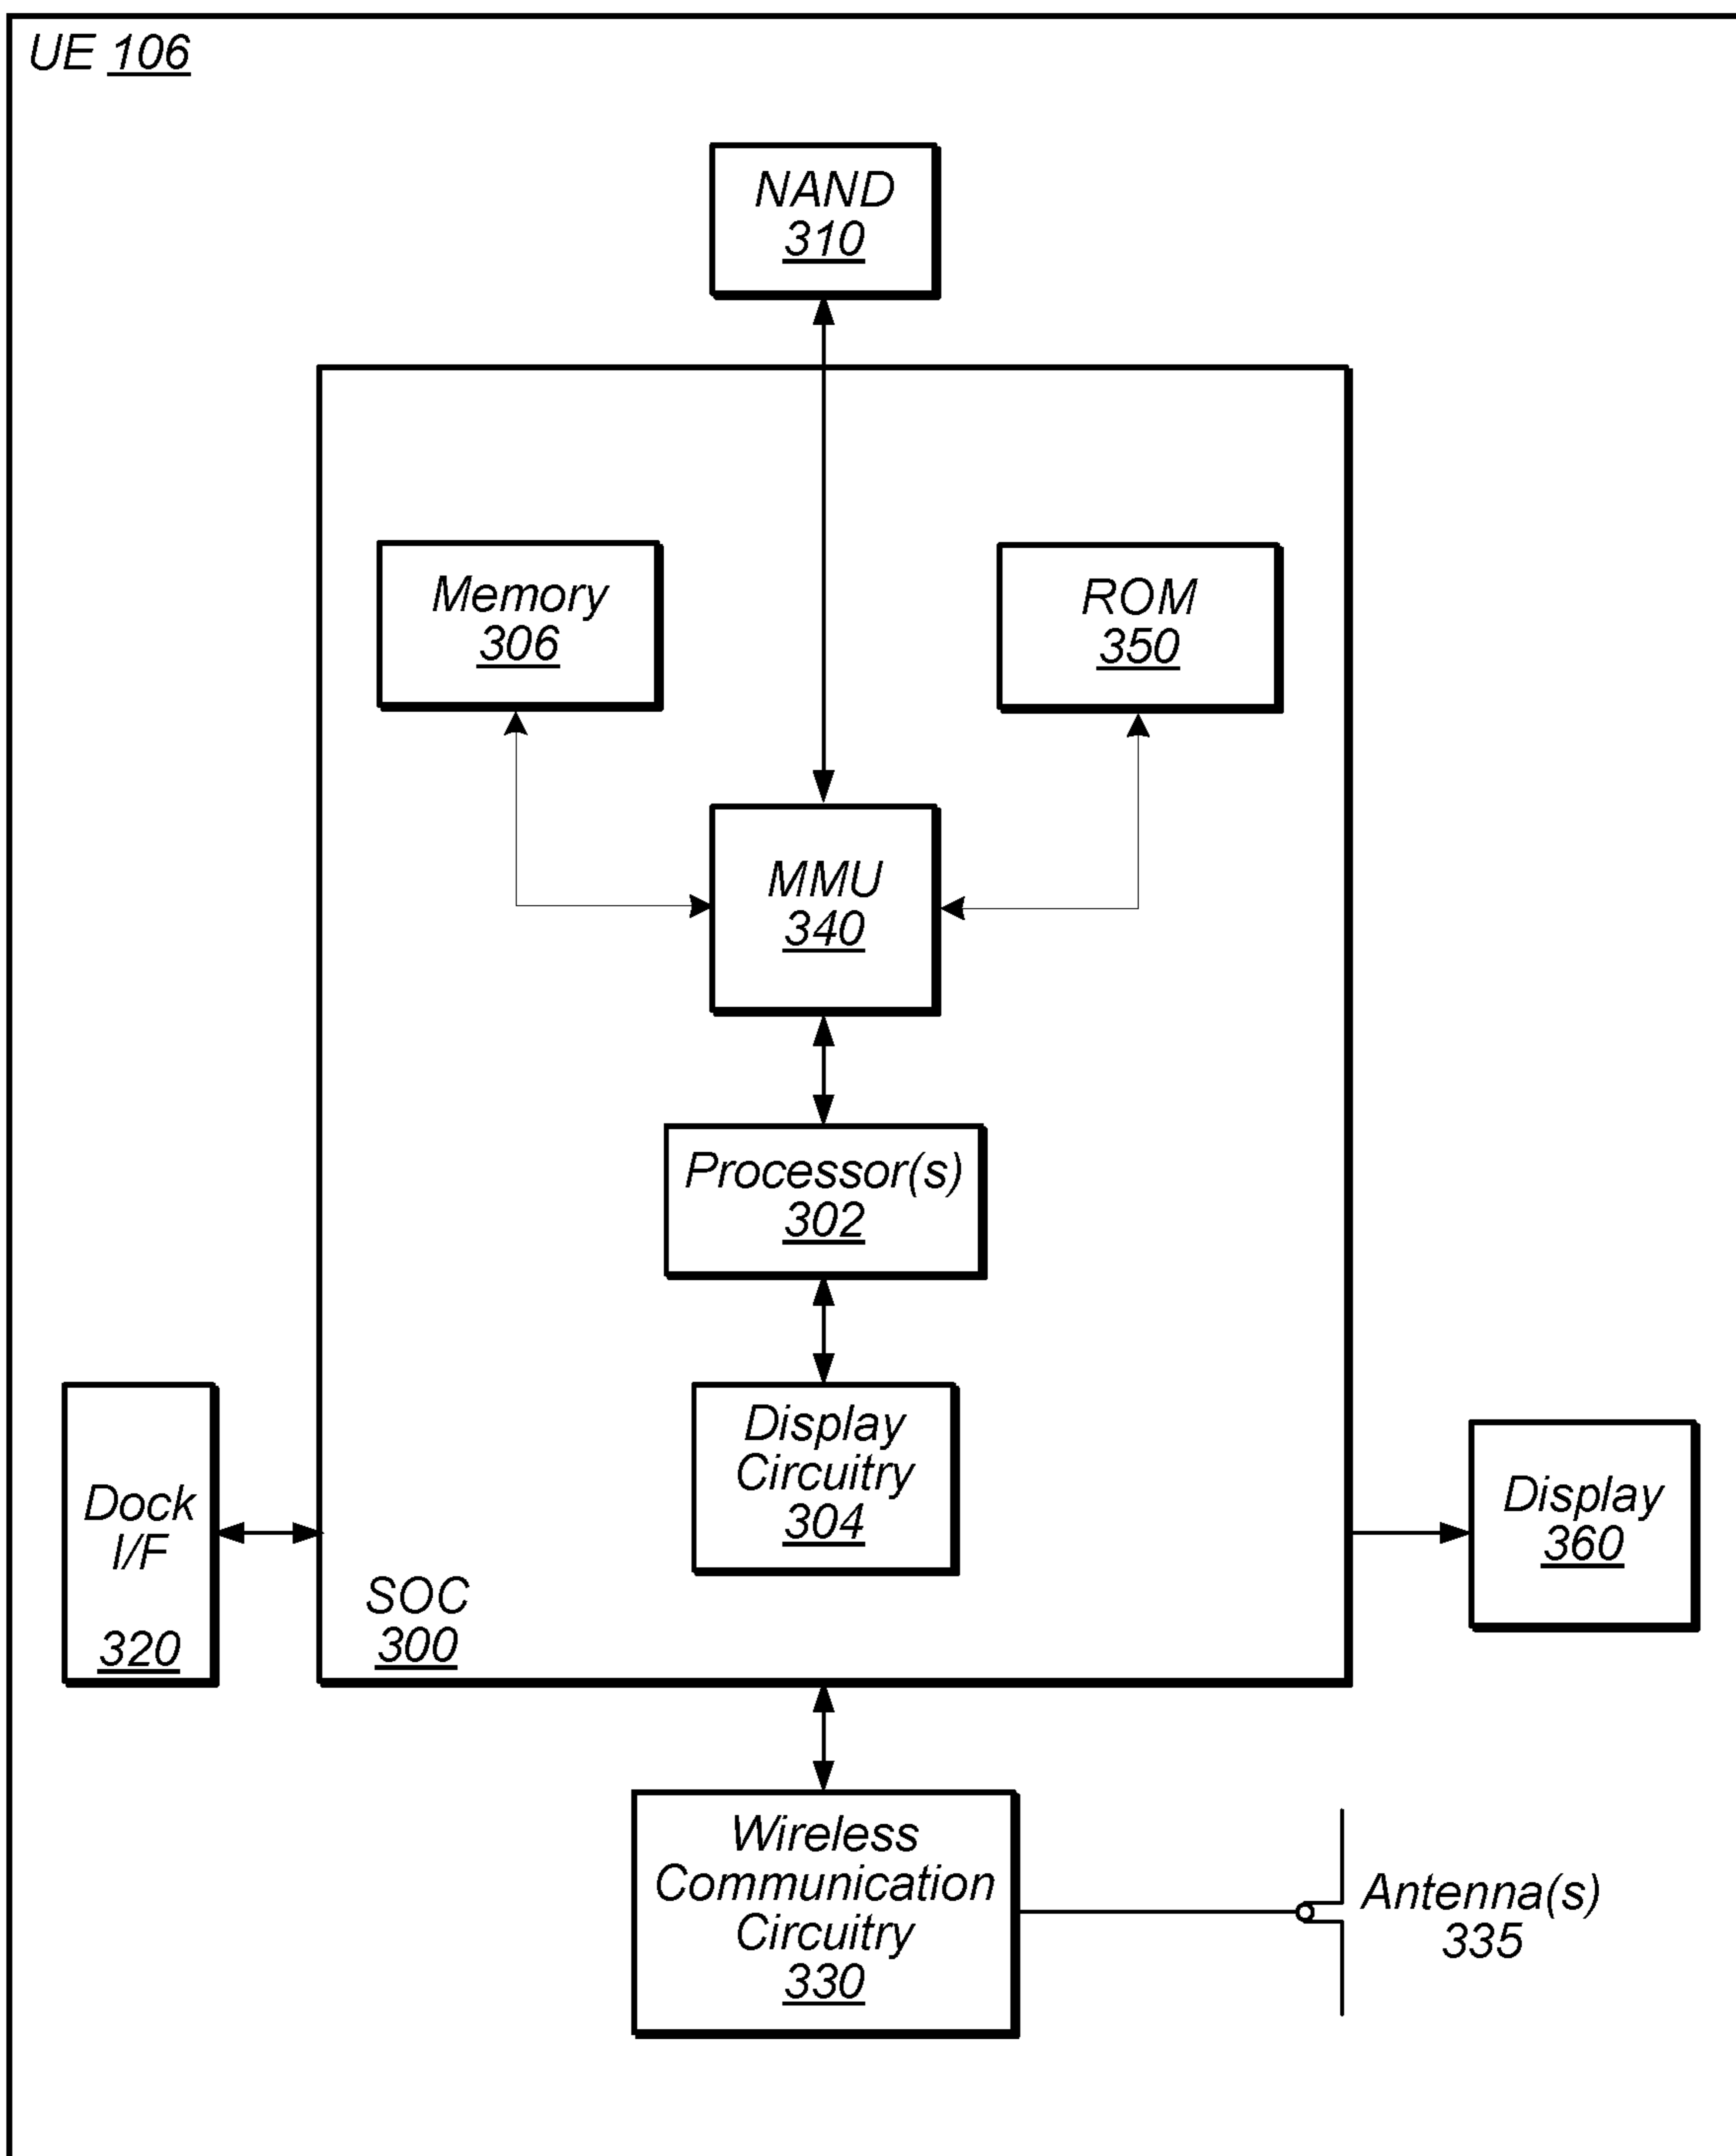 UE 106
NAND
310
Memory
306
ROM
350
MMU
340
Processor(s)
302
Display
Circuitry
304
Dock
I/F
320
SOC
300
Display
360
Wireless
Communication
Circuitry
330
Antenna(s)
335